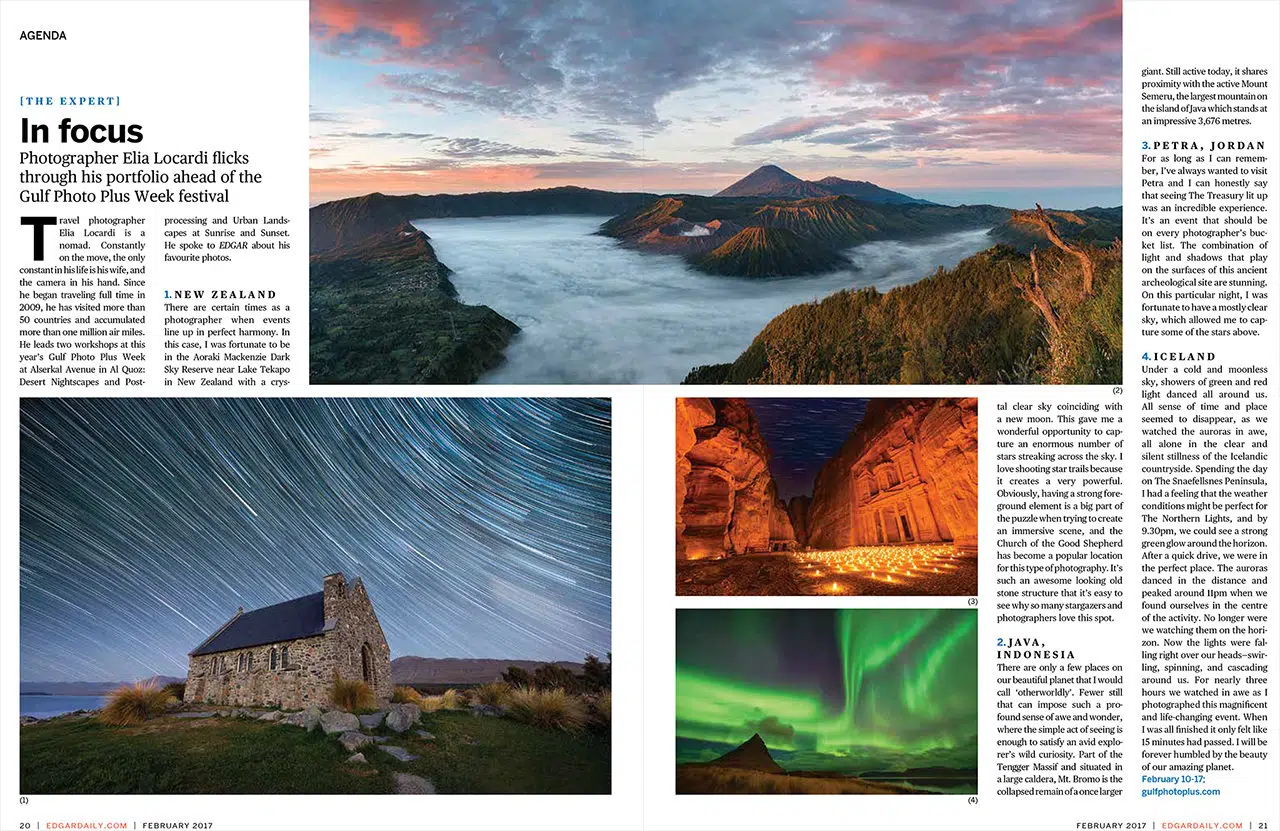 AGENDA
[THE EXPERT]
In focus
Photographer Elia Locardi flicks
through his portfolio ahead of the
Gulf Photo Plus Week festival
Travel photographer
Elia Locardi is a
nomad. Constantly
on the move, the only
constant in his life is his wife, and
the camera in his hand. Since
he began traveling full time in
2009, he has visited more than
50 countries and accumulated
more than one million air miles.
He leads two workshops at this
year's Gulf Photo Plus Week
at Alserkal Avenue in Al Quoz:
Desert Nightscapes and Post-
processing and Urban Lands-
capes at Sunrise and Sunset.
He spoke to EDGAR about his
favourite photos.
1. NEW ZEALAND
There are certain times as a
photographer when events
line up in perfect harmony. In
this case, I was fortunate to be
in the Aoraki Mackenzie Dark
Sky Reserve near Lake Tekapo
in New Zealand with a crys-
(2)
(1)
(3)
(4)
tal clear sky coinciding with
a new moon. This gave me a
wonderful opportunity to cap-
ture an enormous number of
stars streaking across the sky. I
love shooting star trails because
it creates a very powerful.
Obviously, having a strong fore-
ground element is a big part of
the puzzle when trying to create
an immersive scene, and the
Church of the Good Shepherd
has become a popular location
for this type of photography. It's
such an awesome looking old
stone structure that it's easy to
see why so many stargazers and
photographers love this spot.
2. JAVA,
INDONESIA
There are only a few places on
our beautiful planet that I would
call 'otherworldly'. Fewer still
that can impose such a pro-
found sense of awe and wonder,
where the simple act of seeing is
enough to satisfy an avid explo-
rer's wild curiosity. Part of the
Tengger Massif and situated in
a large caldera, Mt. Bromo is the
collapsed remain of a once larger
giant. Still active today, it shares
proximity with the active Mount
Semeru, the largest mountain on
the island of Java which stands at
an impressive 3,676 metres.
3. PETRA, JORDAN
For as long as I can remem-
ber, I've always wanted to visit
Petra and I can honestly say
that seeing The Treasury lit up
was an incredible experience.
It's an event that should be
on every photographer's buc-
ket list. The combination of
light and shadows that play
on the surfaces of this ancient
archeological site are stunning.
On this particular night, I was
fortunate to have a mostly clear
sky, which allowed me to cap-
ture some of the stars above.
4. ICELAND
Under a cold and moonless
sky, showers of green and red
light danced all around us.
All sense of time and place
seemed to disappear, as we
watched the auroras in awe,
all alone in the clear and
silent stillness of the Icelandic
countryside. Spending the day
on The Snaefellsnes Peninsula,
I had a feeling that the weather
conditions might be perfect for
The Northern Lights, and by
9.30pm, we could see a strong
green glow around the horizon.
After a quick drive, we were in
the perfect place. The auroras
danced in the distance and
peaked around 11pm when we
found ourselves in the centre
of the activity. No longer were
we watching them on the hori-
zon. Now the lights were fal-
ling right over our heads—swir-
ling, spinning, and cascading
around us. For nearly three
hours we watched in awe as I
photographed this magnificent
and life-changing event. When
I was all finished it only felt like
15 minutes had passed. I will be
forever humbled by the beauty
of our amazing planet.
February 10-17;
gulfphotoplus.com
20 | EDGARDAILY.COM | FEBRUARY 2017
FEBRUARY 2017 | EDGARDAILY.COM | 21